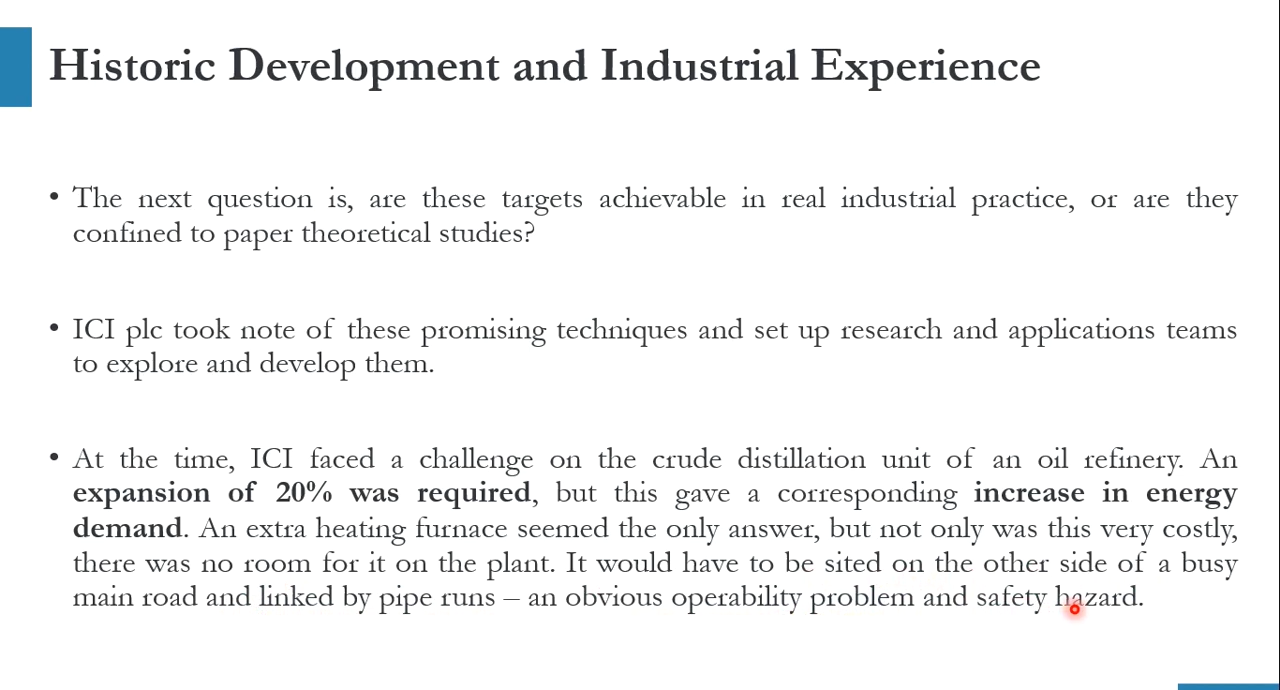 Historic Development and Industrial Experience
• The next question is, are these targets achievable in real industrial practice, or are they
confined to paper theoretical studies?
• ICI plc took note of these promising techniques and set up research and applications teams
to explore and develop them.
• At the time, ICI faced a challenge on the crude distillation unit of an oil refinery. An
expansion of 20% was required, but this gave a corresponding increase in energy
demand. An extra heating furnace seemed the only answer, but not only was this very costly,
there was no room for it on the plant. It would have to be sited on the other side of a busy
main road and linked by pipe runs – an obvious operability problem and safety hazard.